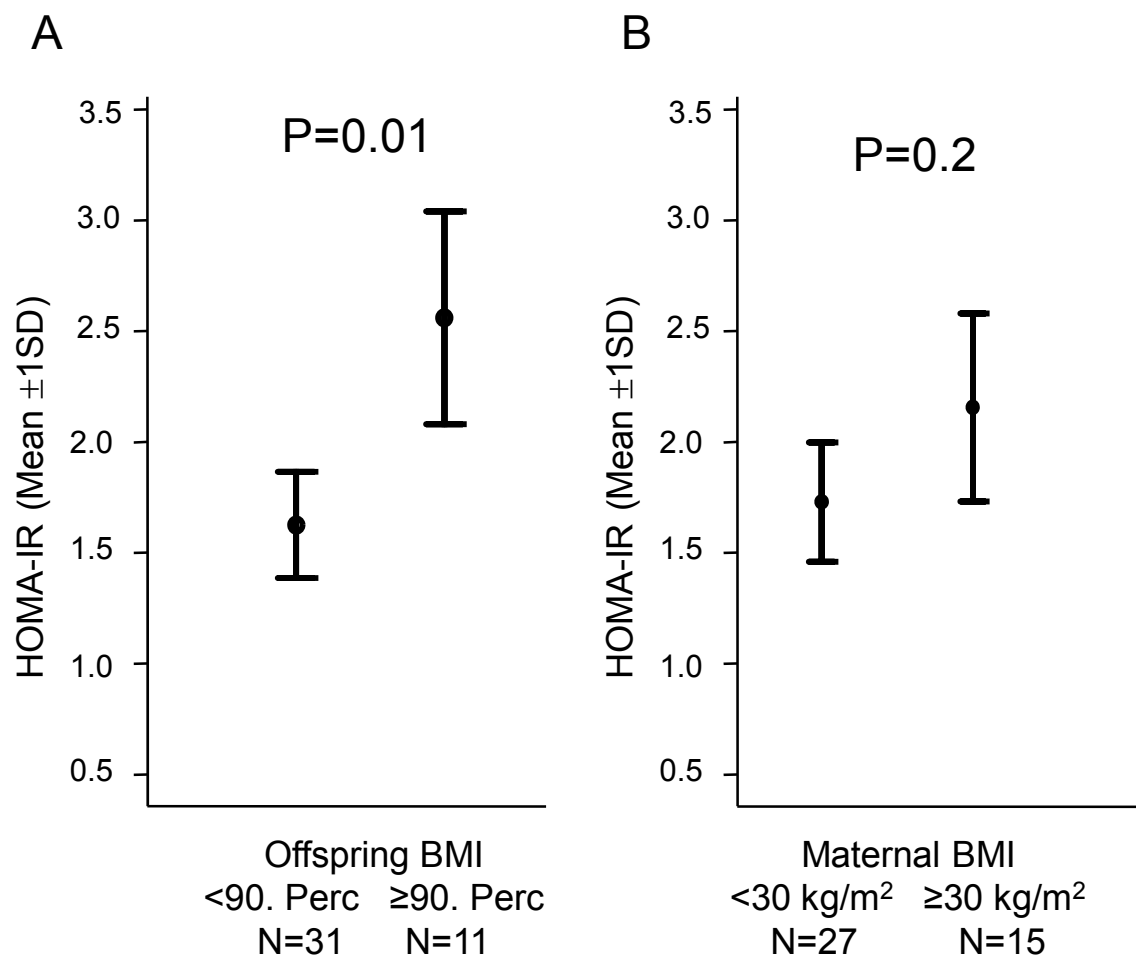 A
HOMA-IR (Mean ±1SD)
3.5
3.0
2.5
2.0
1.5
1.0
0.5
P=0.01
Offspring BMI
<90. Perc ≥90. Perc
N=31 N=11
B
HOMA-IR (Mean ±1SD)
3.5
3.0
2.5
2.0
1.5
1.0
0.5
P=0.2
Maternal BMI
<30 kg/m² ≥30 kg/m²
N=27 N=15